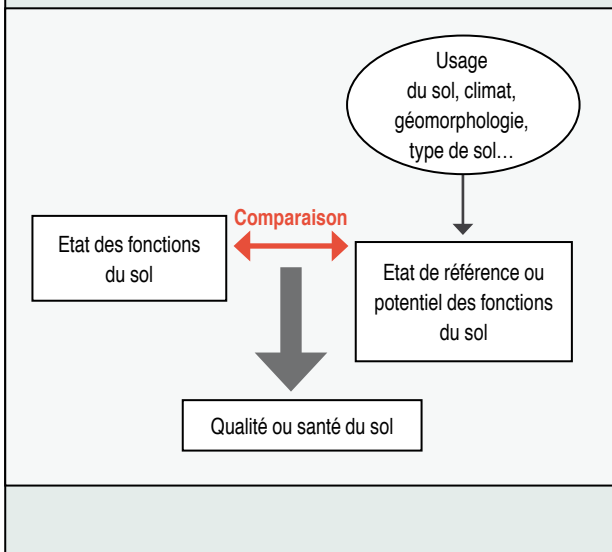 Usage
du sol, climat,
géomorphologie,
type de sol...
Comparaison
Etat des fonctions
du sol
Etat de référence ou
potentiel des fonctions
du sol
Qualité ou santé du sol